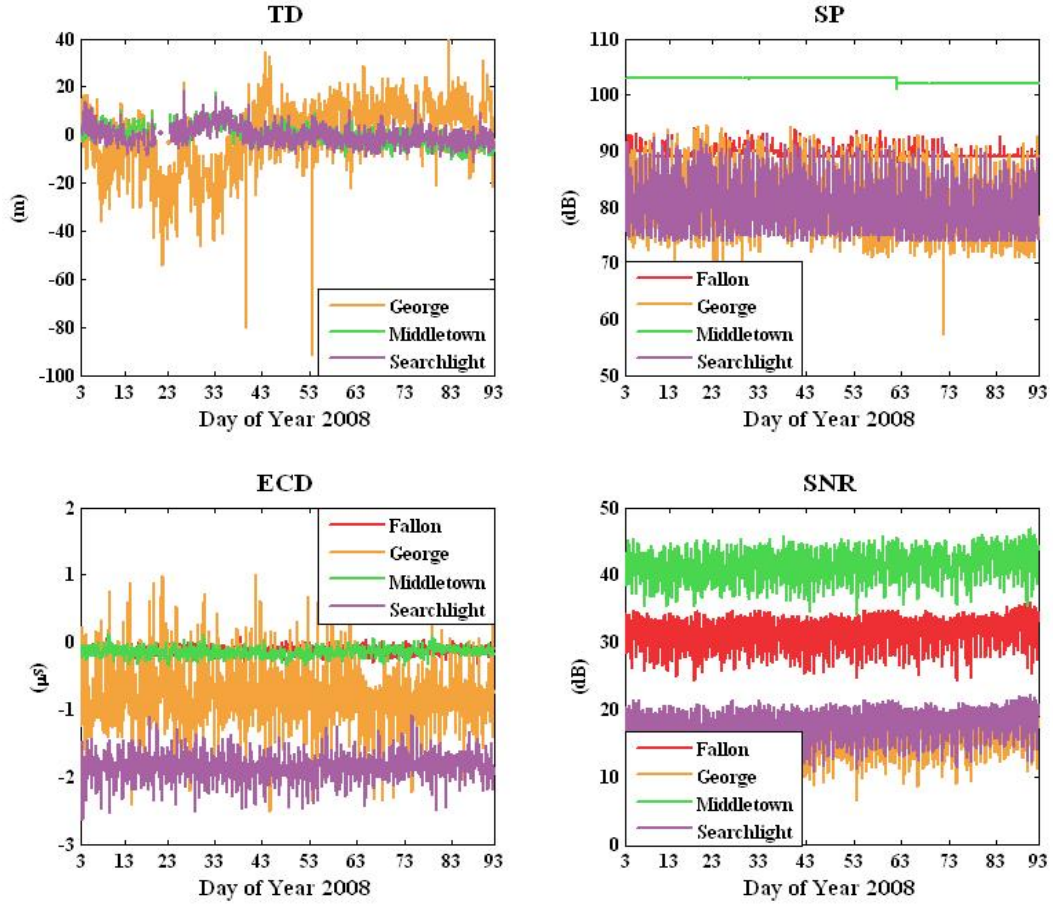 TD
40
20
0
-20
-40
-60
-80
-100
(m)
George
Middletown
Searchlight
3 13 23 33 43 53 63 73 83 93
Day of Year 2008
SP
110
100
90
80
70
60
50
(dB)
Fallon
George
Middletown
Searchlight
3 13 23 33 43 53 63 73 83 93
Day of Year 2008
ECD
2
1
0
-1
-2
-3
(μs)
Fallon
George
Middletown
Searchlight
3 13 23 33 43 53 63 73 83 93
Day of Year 2008
SNR
50
40
30
20
10
0
(dB)
Fallon
George
Middletown
Searchlight
3 13 23 33 43 53 63 73 83 93
Day of Year 2008